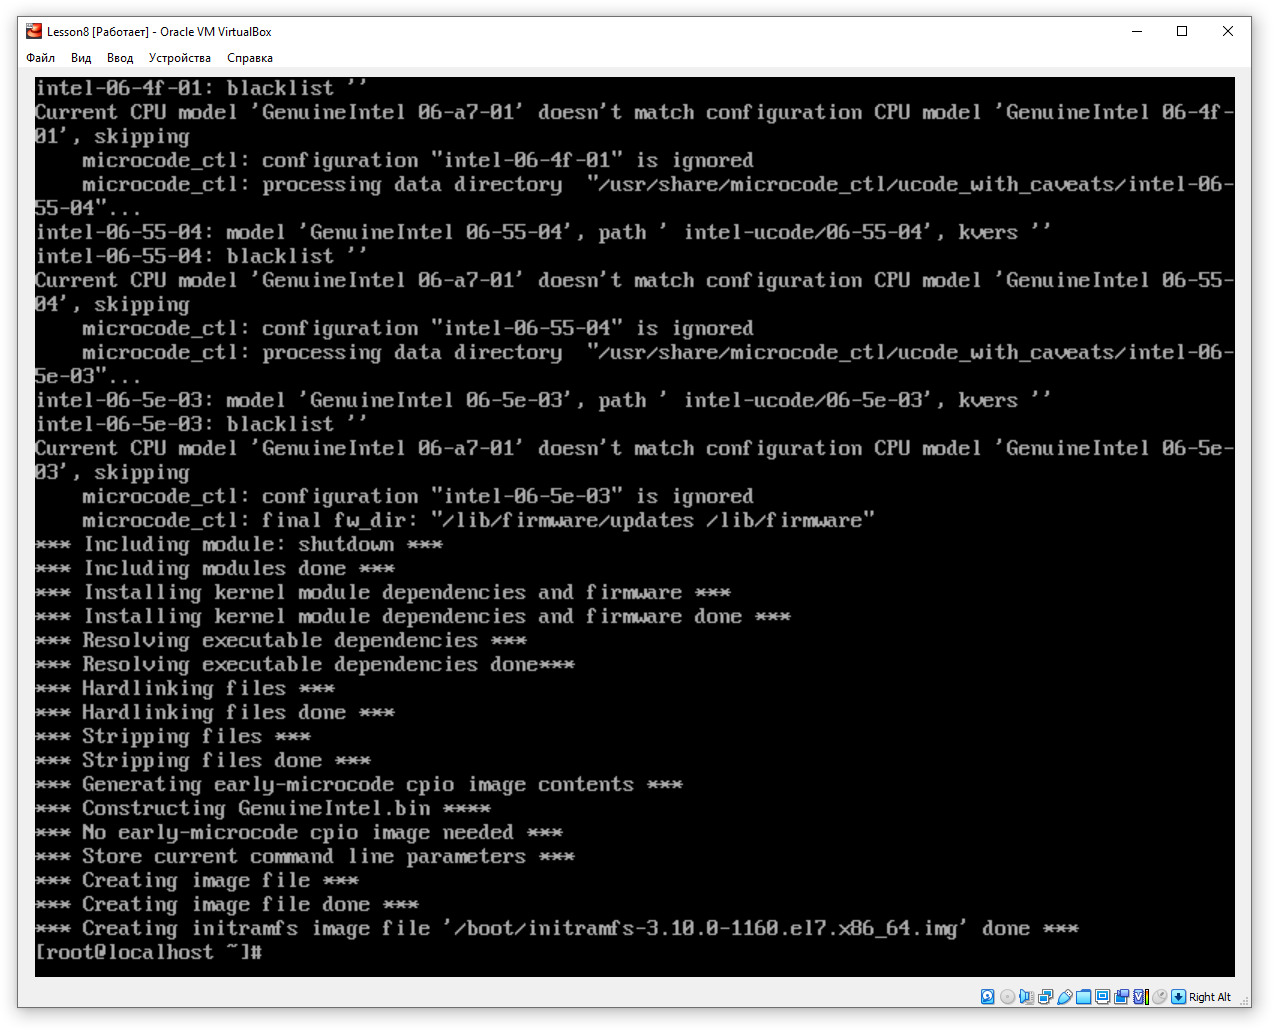 Lesson8 [Работает] - Oracle VM VirtualBox
Файл Вид Ввод Устройства Справка
intel-06-4f-01: blacklist ''
Current CPU model 'GenuineIntel 06-a7-01' doesn't match configuration CPU model 'GenuineIntel 06-4f-
01', skipping
    microcode_ctl: configuration "intel-06-4f-01" is ignored
    microcode_ctl: processing data directory  "/usr/share/microcode_ctl/ucode_with_caveats/intel-06-
55-04"...
intel-06-55-04: model 'GenuineIntel 06-55-04', path ' intel-ucode/06-55-04', kvers ''
intel-06-55-04: blacklist ''
Current CPU model 'GenuineIntel 06-a7-01' doesn't match configuration CPU model 'GenuineIntel 06-55-
04', skipping
    microcode_ctl: configuration "intel-06-55-04" is ignored
    microcode_ctl: processing data directory  "/usr/share/microcode_ctl/ucode_with_caveats/intel-06-
5e-03"...
intel-06-5e-03: model 'GenuineIntel 06-5e-03', path ' intel-ucode/06-5e-03', kvers ''
intel-06-5e-03: blacklist ''
Current CPU model 'GenuineIntel 06-a7-01' doesn't match configuration CPU model 'GenuineIntel 06-5e-
03', skipping
    microcode_ctl: configuration "intel-06-5e-03" is ignored
    microcode_ctl: final fw_dir: "/lib/firmware/updates /lib/firmware"
*** Including module: shutdown ***
*** Including modules done ***
*** Installing kernel module dependencies and firmware ***
*** Installing kernel module dependencies and firmware done ***
*** Resolving executable dependencies ***
*** Resolving executable dependencies done***
*** Hardlinking files ***
*** Hardlinking files done ***
*** Stripping files ***
*** Stripping files done ***
*** Generating early-microcode cpio image contents ***
*** Constructing GenuineIntel.bin ****
*** No early-microcode cpio image needed ***
*** Store current command line parameters ***
*** Creating image file ***
*** Creating image file done ***
*** Creating initramfs image file '/boot/initramfs-3.10.0-1160.el7.x86_64.img' done ***
[root@localhost ~]#
Right Alt